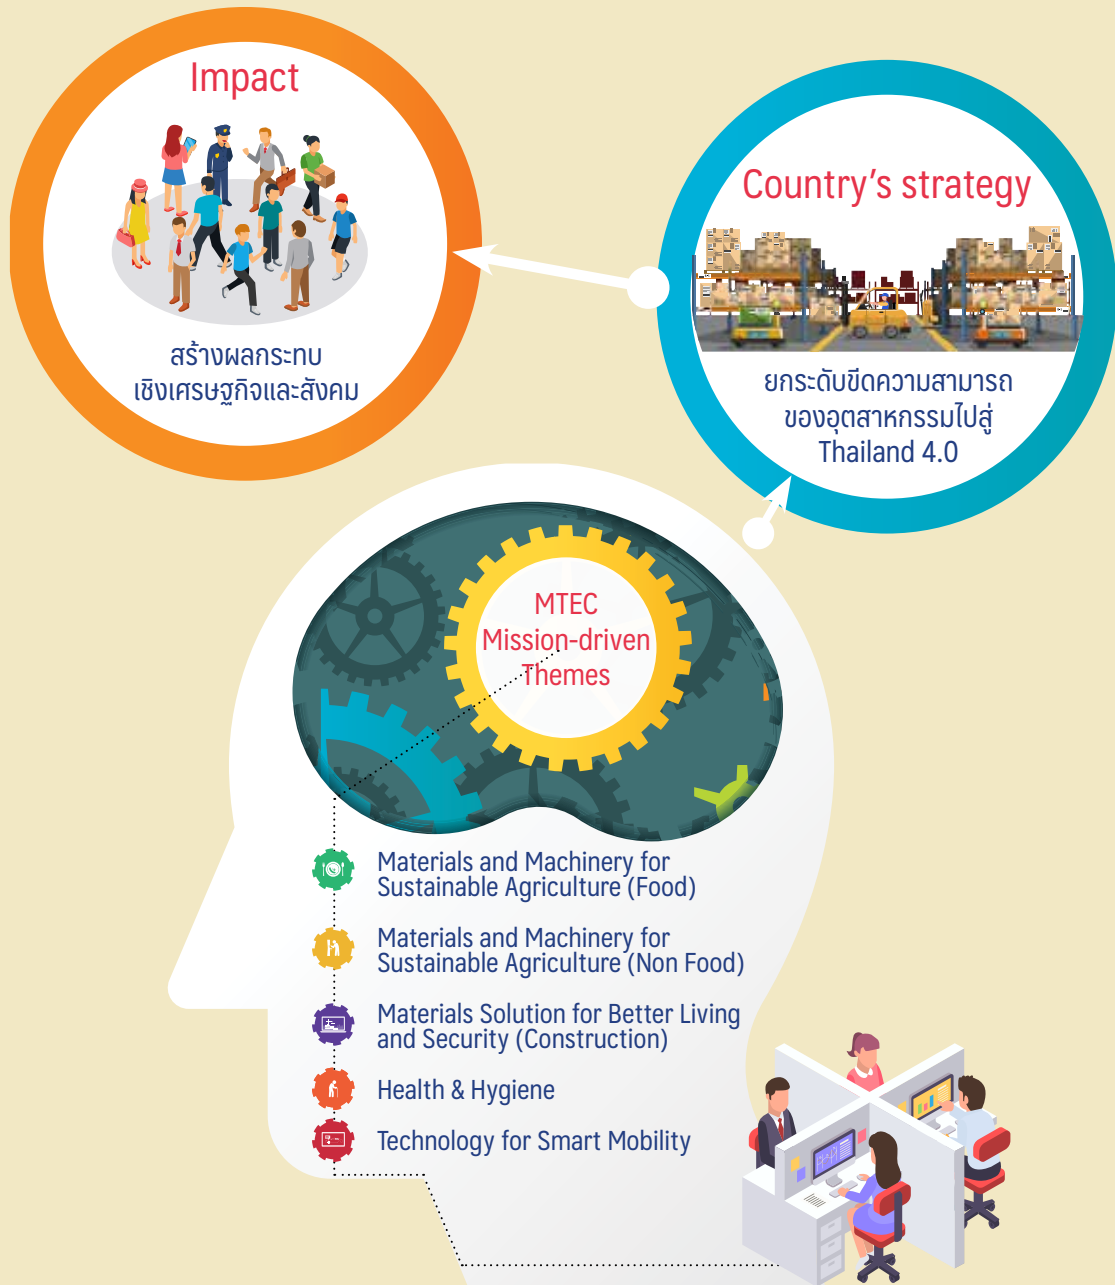 Impact
สร้างผลกระทบ
เชิงเศรษฐกิจและสังคม
Country's strategy
ยกระดับขีดความสามารถ
ของอุตสาหกรรมไปสู่
Thailand 4.0
MTEC
Mission-driven
Themes
Materials and Machinery for
Sustainable Agriculture (Food)
Materials and Machinery for
Sustainable Agriculture (Non Food)
Materials Solution for Better Living
and Security (Construction)
Health & Hygiene
Technology for Smart Mobility